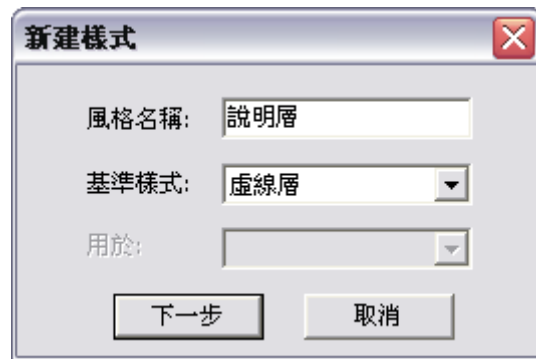 新建樣式
風格名稱: 說明層
基準樣式: 虛線層
用於:
下一步 取消